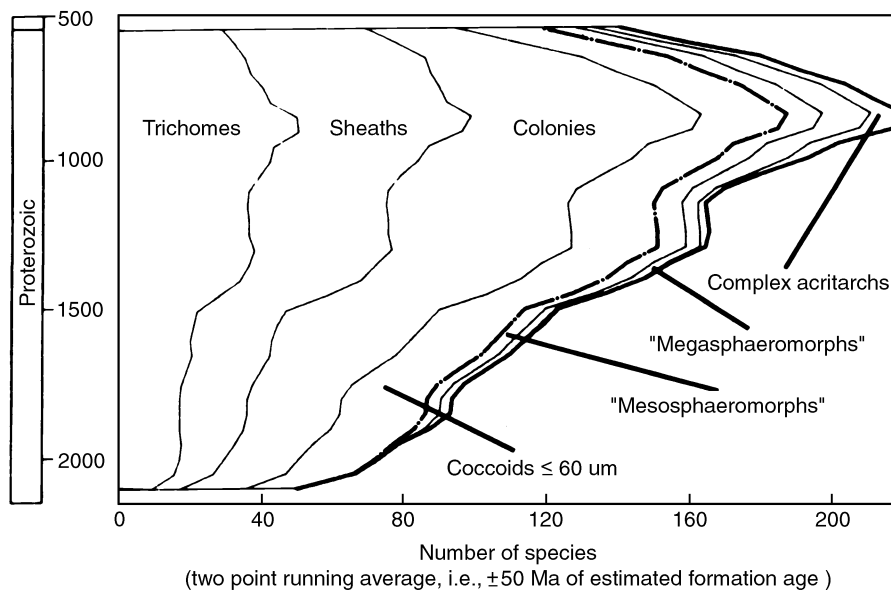 500
Trichomes
Sheaths
Colonies
1000
Proterozoic
Complex acritarchs
1500
"Megasphaeromorphs"
"Mesosphaeromorphs"
2000
Coccoids ≤ 60 um
0
40
80
120
160
200
Number of species
(two point running average, i.e., ±50 Ma of estimated formation age )